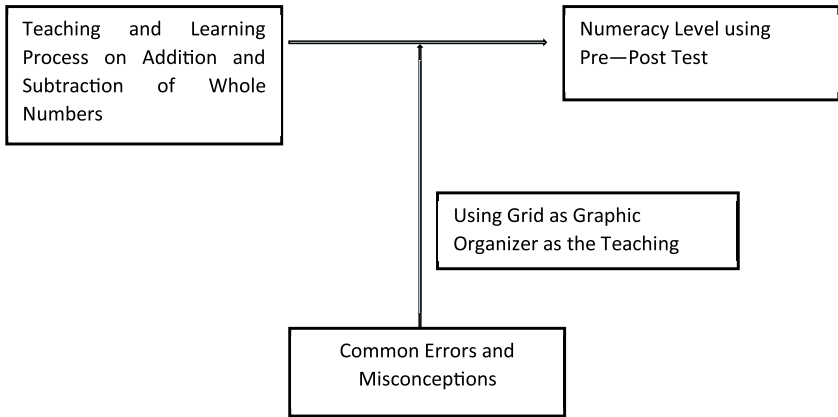 Teaching and Learning
Process on Addition and
Subtraction of Whole
Numbers
Numeracy Level using
Pre—Post Test
Using Grid as Graphic
Organizer as the Teaching
Common Errors and
Misconceptions